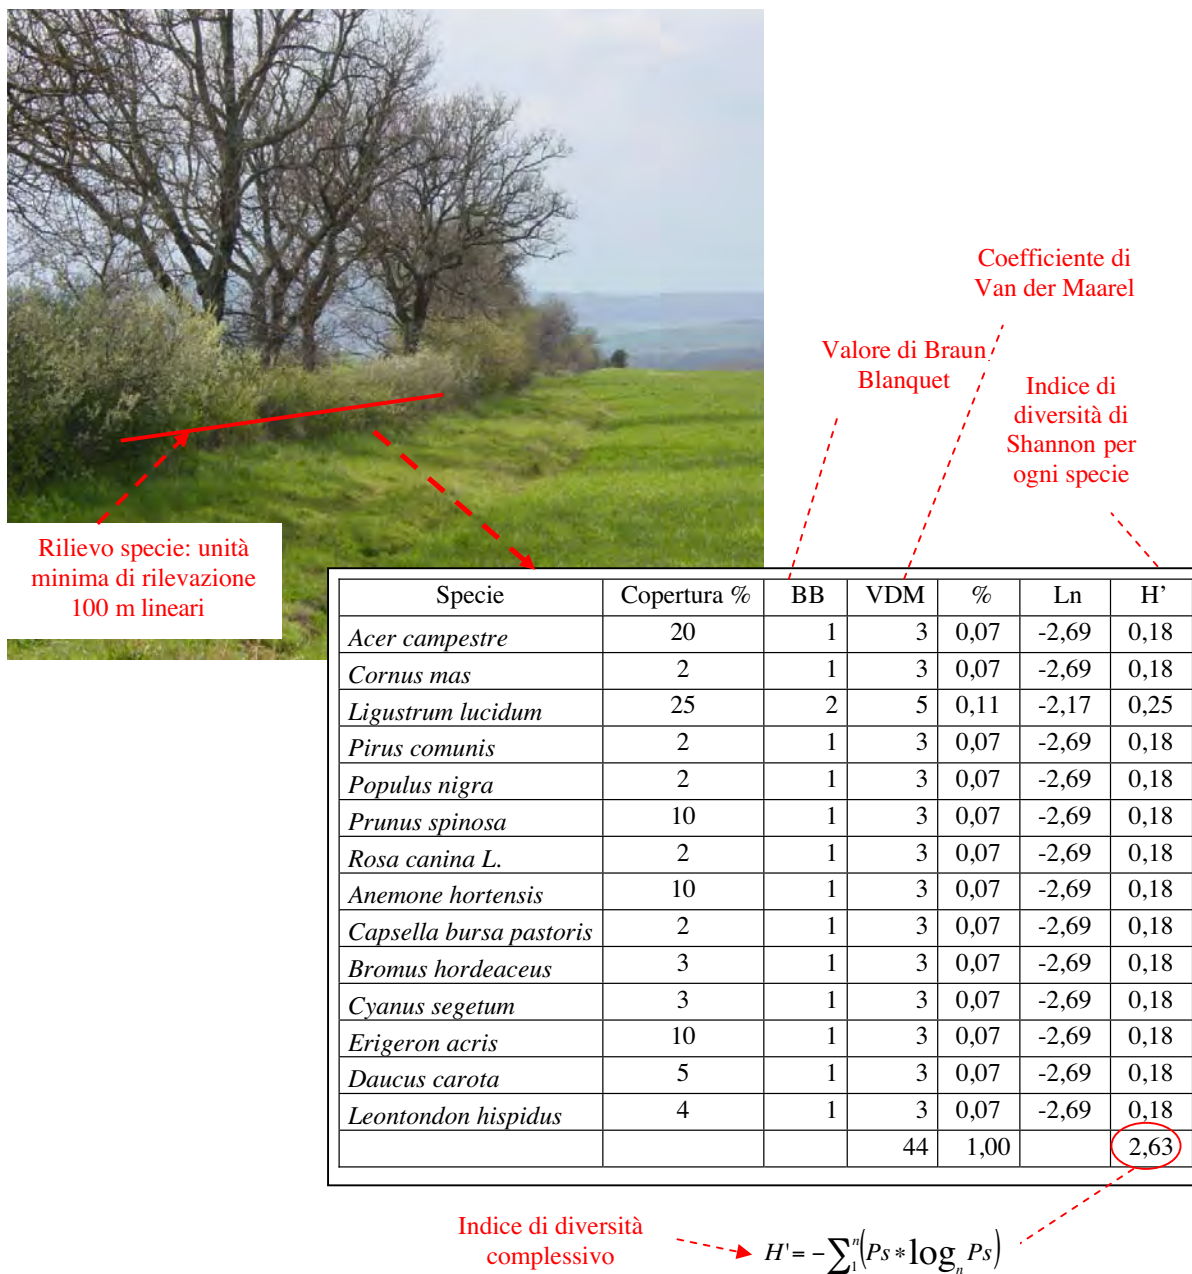 Coefficiente di
Van der Maarel
Valore di Braun
Blanquet
Indice di
diversità di
Shannon per
ogni specie
Rilievo specie: unità
minima di rilevazione
100 m lineari
Specie Copertura % BB VDM % Ln H’
Acer campestre 20 1 3 0,07 -2,69 0,18
Cornus mas 2 1 3 0,07 -2,69 0,18
Ligustrum lucidum 25 2 5 0,11 -2,17 0,25
Pirus comunis 2 1 3 0,07 -2,69 0,18
Populus nigra 2 1 3 0,07 -2,69 0,18
Prunus spinosa 10 1 3 0,07 -2,69 0,18
Rosa canina L. 2 1 3 0,07 -2,69 0,18
Anemone hortensis 10 1 3 0,07 -2,69 0,18
Capsella bursa pastoris 2 1 3 0,07 -2,69 0,18
Bromus hordeaceus 3 1 3 0,07 -2,69 0,18
Cyanus segetum 3 1 3 0,07 -2,69 0,18
Erigeron acris 10 1 3 0,07 -2,69 0,18
Daucus carota 5 1 3 0,07 -2,69 0,18
Leontondon hispidus 4 1 3 0,07 -2,69 0,18
44 1,00 2,63
Indice di diversità
complessivo
H'= −∑₁ⁿ(Ps * logₙ Ps)